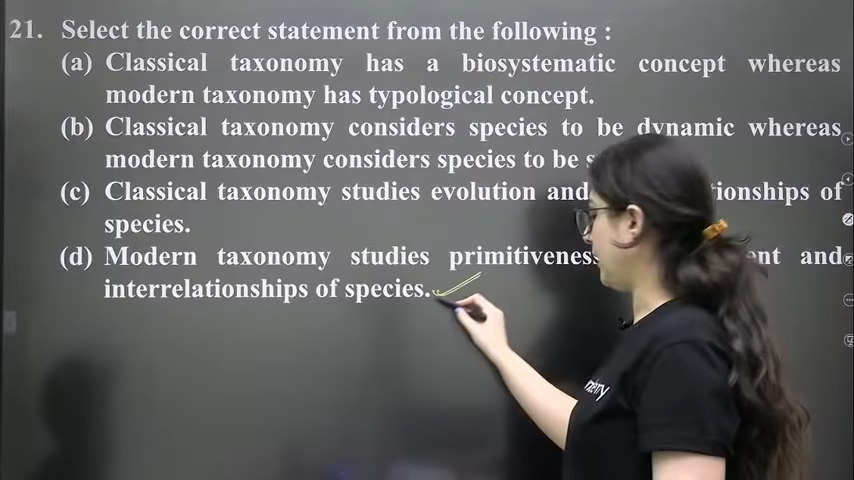 21. Select the correct statement from the following :
(a) Classical taxonomy has a biosystematic concept whereas
modern taxonomy has typological concept.
(b) Classical taxonomy considers species to be dynamic whereas
modern taxonomy considers species to be
(c) Classical taxonomy studies evolution and of
species.
(d) Modern taxonomy studies and
interrelationships of species.